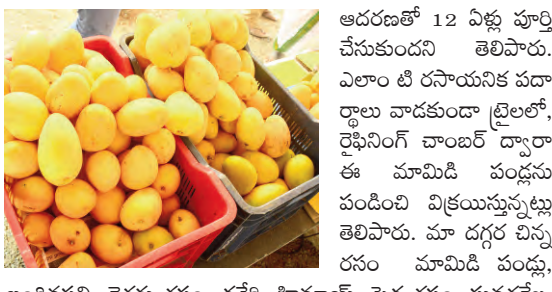 ఆదరణతో 12 ఏళ్లు పూర్తి
చేసుకుందని తెలిపారు.
ఎలాం టి రసాయనిక పదా
ర్థాలు వాడకుండా ట్రైలలో,
రైఫినింగ్ చాంబర్ ద్వారా
ఈ మామిడి పండ్లను
పండించి విక్రయిస్తున్నట్లు
తెలిపారు. మా దగ్గర చిన్న
రసం మామిడి పండ్లు,